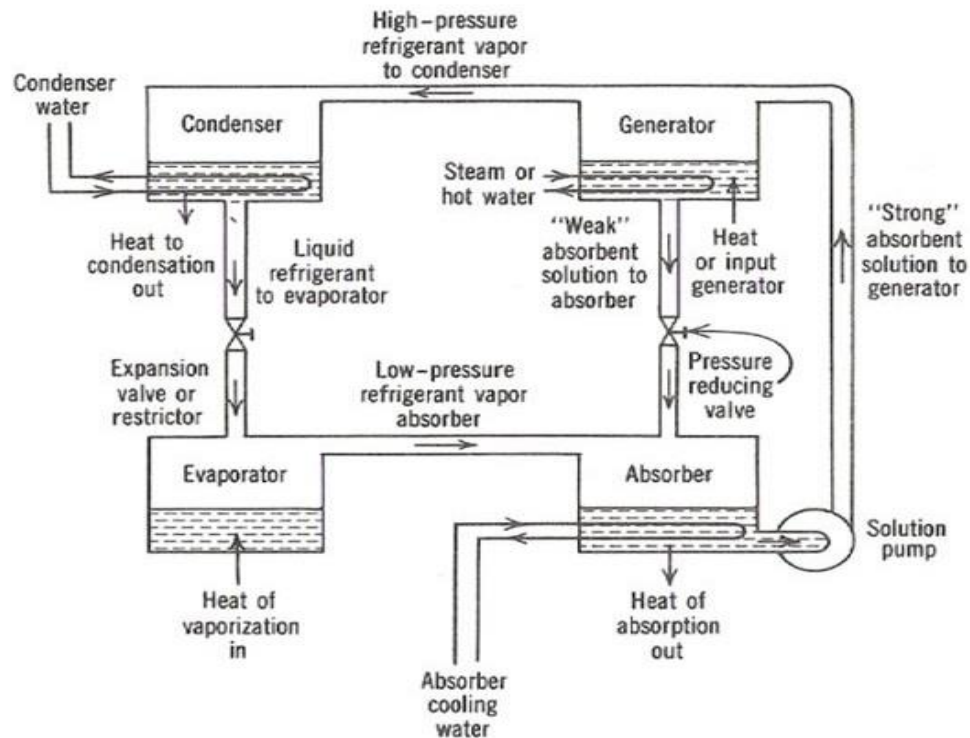 High-pressure
refrigerant vapor
to condenser
Condenser
water
Condenser
Generator
Steam or
hot water
Heat to
condensation
out
Liquid
refrigerant
to evaporator
"Weak"
absorbent
solution to
absorber
Heat
or input
generator
"Strong"
absorbent
solution to
generator
Expansion
valve or
restrictor
Low-pressure
refrigerant vapor
absorber
Pressure
reducing
valve
Evaporator
Absorber
Solution
pump
Heat of
vaporization
in
Heat of
absorption
out
Absorber
cooling
water